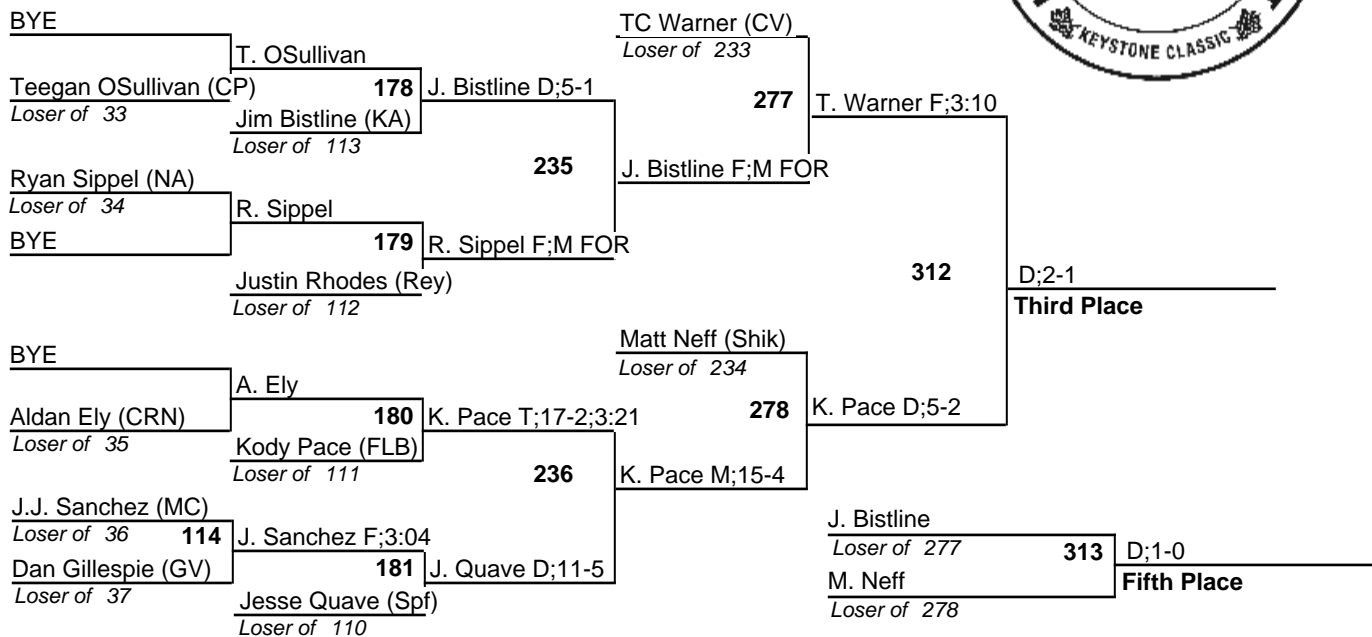 BYE
T. OSullivan
Teegan OSullivan (CP)
Loser of 33
178
J. Bistline D;5-1
Jim Bistline (KA)
Loser of 113
Ryan Sippel (NA)
Loser of 34
R. Sippel
BYE
179
R. Sippel F;M FOR
Justin Rhodes (Rey)
Loser of 112
235
TC Warner (CV)
Loser of 233
277
T. Warner F;3:10
J. Bistline F;M FOR
BYE
A. Ely
Aldan Ely (CRN)
Loser of 35
180
K. Pace T;17-2;3:21
Kody Pace (FLB)
Loser of 111
J.J. Sanchez (MC)
Loser of 36
114
J. Sanchez F;3:04
Dan Gillespie (GV)
Loser of 37
181
J. Quave D;11-5
Jesse Quave (Spf)
Loser of 110
236
Matt Neff (Shik)
Loser of 234
278
K. Pace D;5-2
K. Pace M;15-4
312
D;2-1
Third Place
J. Bistline
Loser of 277
313
D;1-0
M. Neff
Loser of 278
Fifth Place
KEYSTONE CLASSIC